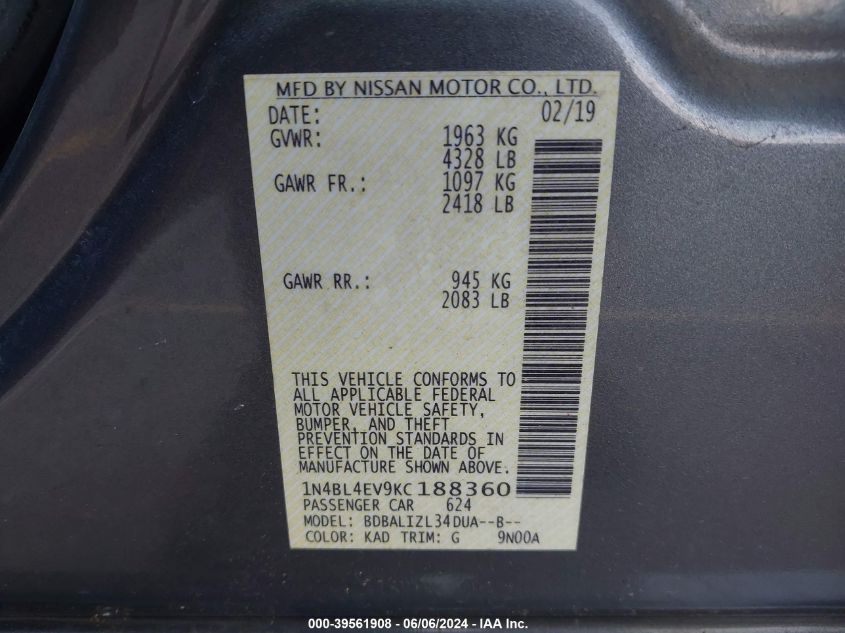 MFD BY NISSAN MOTOR CO., LTD.
DATE: 02/19
GVWR: 1963 KG
4328 LB
GAWR FR.: 1097 KG
2418 LB
GAWR RR.: 945 KG
2083 LB
THIS VEHICLE CONFORMS TO
ALL APPLICABLE FEDERAL
MOTOR VEHICLE SAFETY,
BUMPER, AND THEFT
PREVENTION STANDARDS IN
EFFECT ON THE DATE OF
MANUFACTURE SHOWN ABOVE.
1N4BL4EV9KC188360
PASSENGER CAR 624
MODEL: BDBALIZL34DUA--B--
COLOR: KAD TRIM: G 9N00A
000-39561908 - 06/06/2024 - IAA Inc.